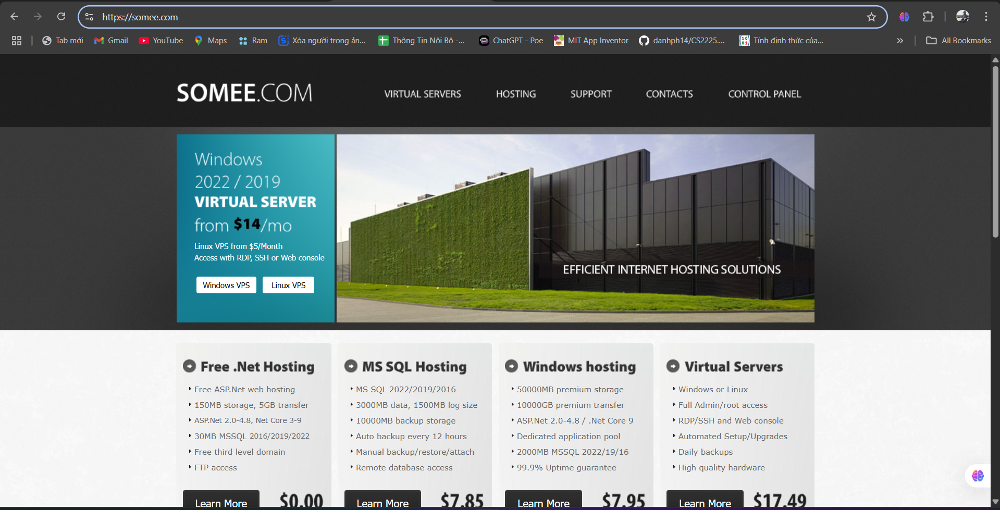 https://somee.com
Tab mới
Gmail
YouTube
Maps
Ram
Xóa người trong ản...
Thông Tin Nội Bộ -...
ChatGPT - Poe
MIT App Inventor
danhph14/CS2225....
Tính định thức của...
All Bookmarks
SOMEE.COM
VIRTUAL SERVERS
HOSTING
SUPPORT
CONTACTS
CONTROL PANEL
Windows
2022 / 2019
VIRTUAL SERVER
from $14/mo
Linux VPS from $5/Month
Access with RDP, SSH or Web console
Windows VPS
Linux VPS
EFFICIENT INTERNET HOSTING SOLUTIONS
Free .Net Hosting
Free ASP.Net web hosting
150MB storage, 5GB transfer
ASP.Net 2.0-4.8, Net Core 3-9
30MB MSSQL 2016/2019/2022
Free third level domain
FTP access
Learn More
$0.00
MS SQL Hosting
MS SQL 2022/2019/2016
3000MB data, 1500MB log size
10000MB backup storage
Auto backup every 12 hours
Manual backup/restore/attach
Remote database access
Learn More
$7.85
Windows hosting
50000MB premium storage
10000GB premium transfer
ASP.Net 2.0-4.8 / .Net Core 9
Dedicated application pool
2000MB MSSQL 2022/19/16
99.9% Uptime guarantee
Learn More
$7.95
Virtual Servers
Windows or Linux
Full Admin/root access
RDP/SSH and Web console
Automated Setup/Upgrades
Daily backups
High quality hardware
Learn More
$17.49